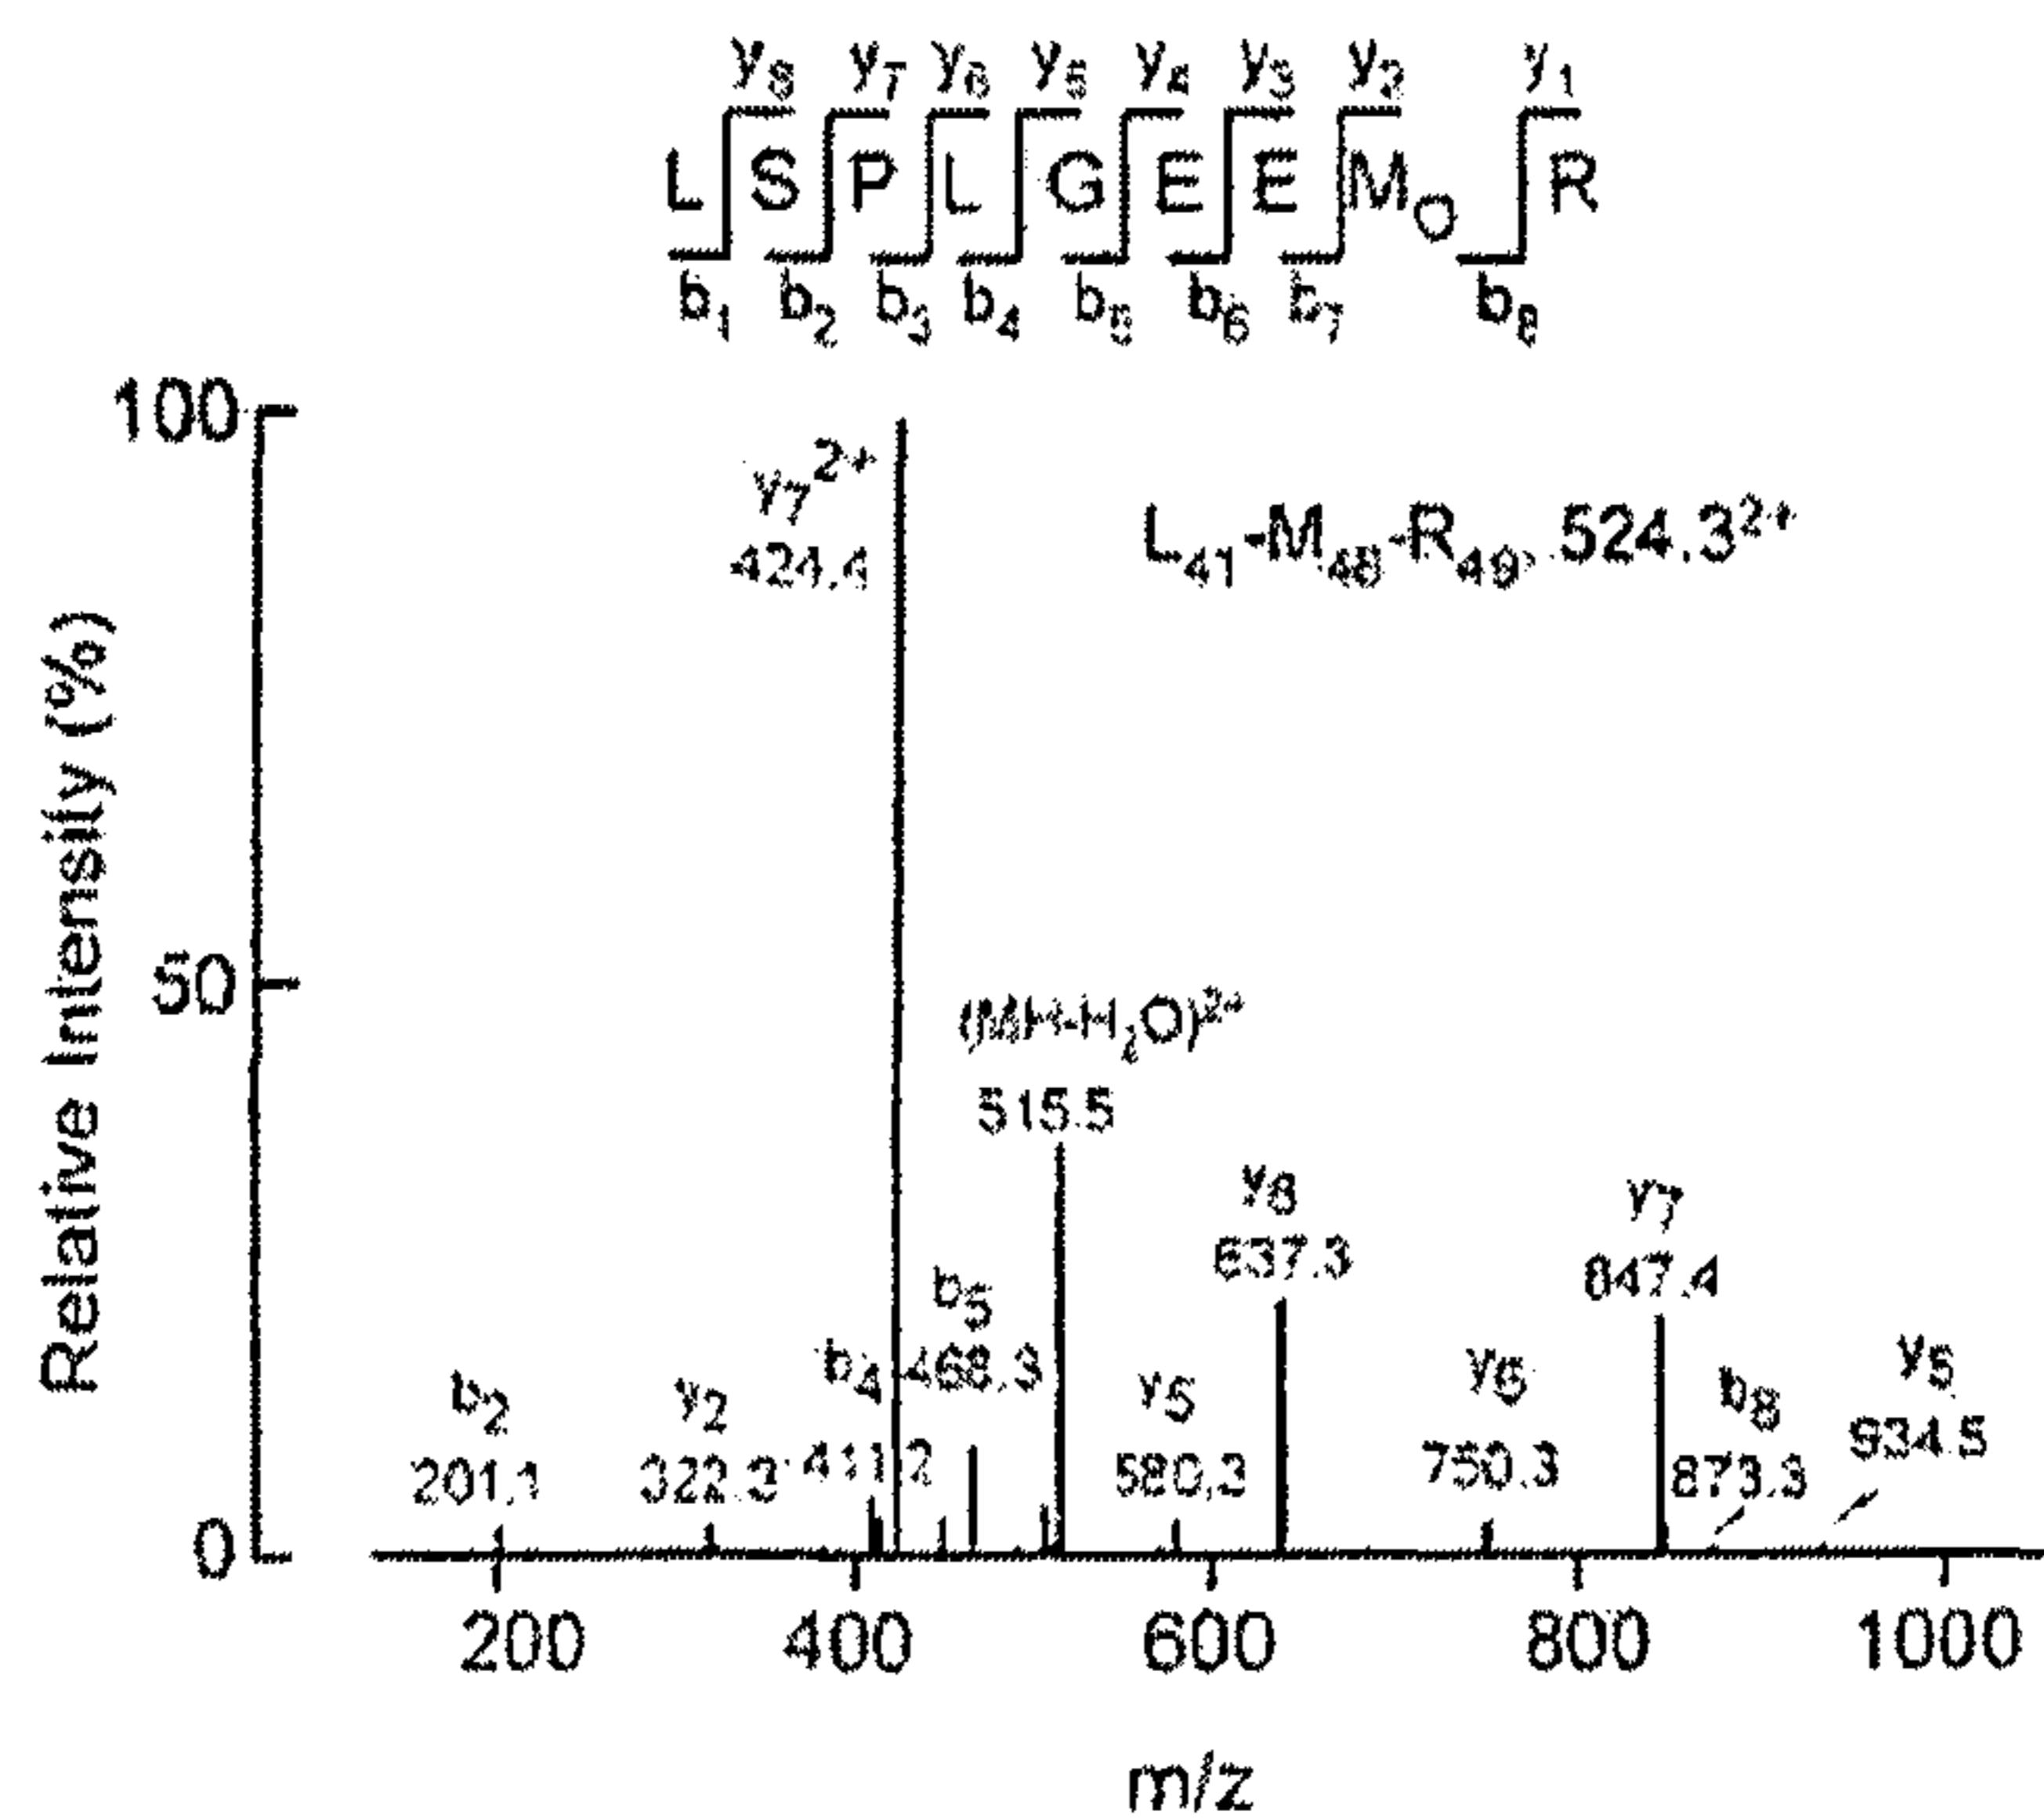 y8 y7 y6 y5 y4 y3 y2 y1
L S P L G E E MO R
b1 b2 b3 b4 b5 b6 b7 b8
100
y7 2+
424.4
L41-M48-R49, 524.3 2+
Relative Intensity (%)
50
(MH-H2O)2+
515.5
y6
637.3
y7
847.4
b5
468.3
b2
201.1
y2
322.3
b4
411.2
y5
580.3
y6
750.3
b8
873.3
y5
934.5
0
200 400 600 800 1000
m/z